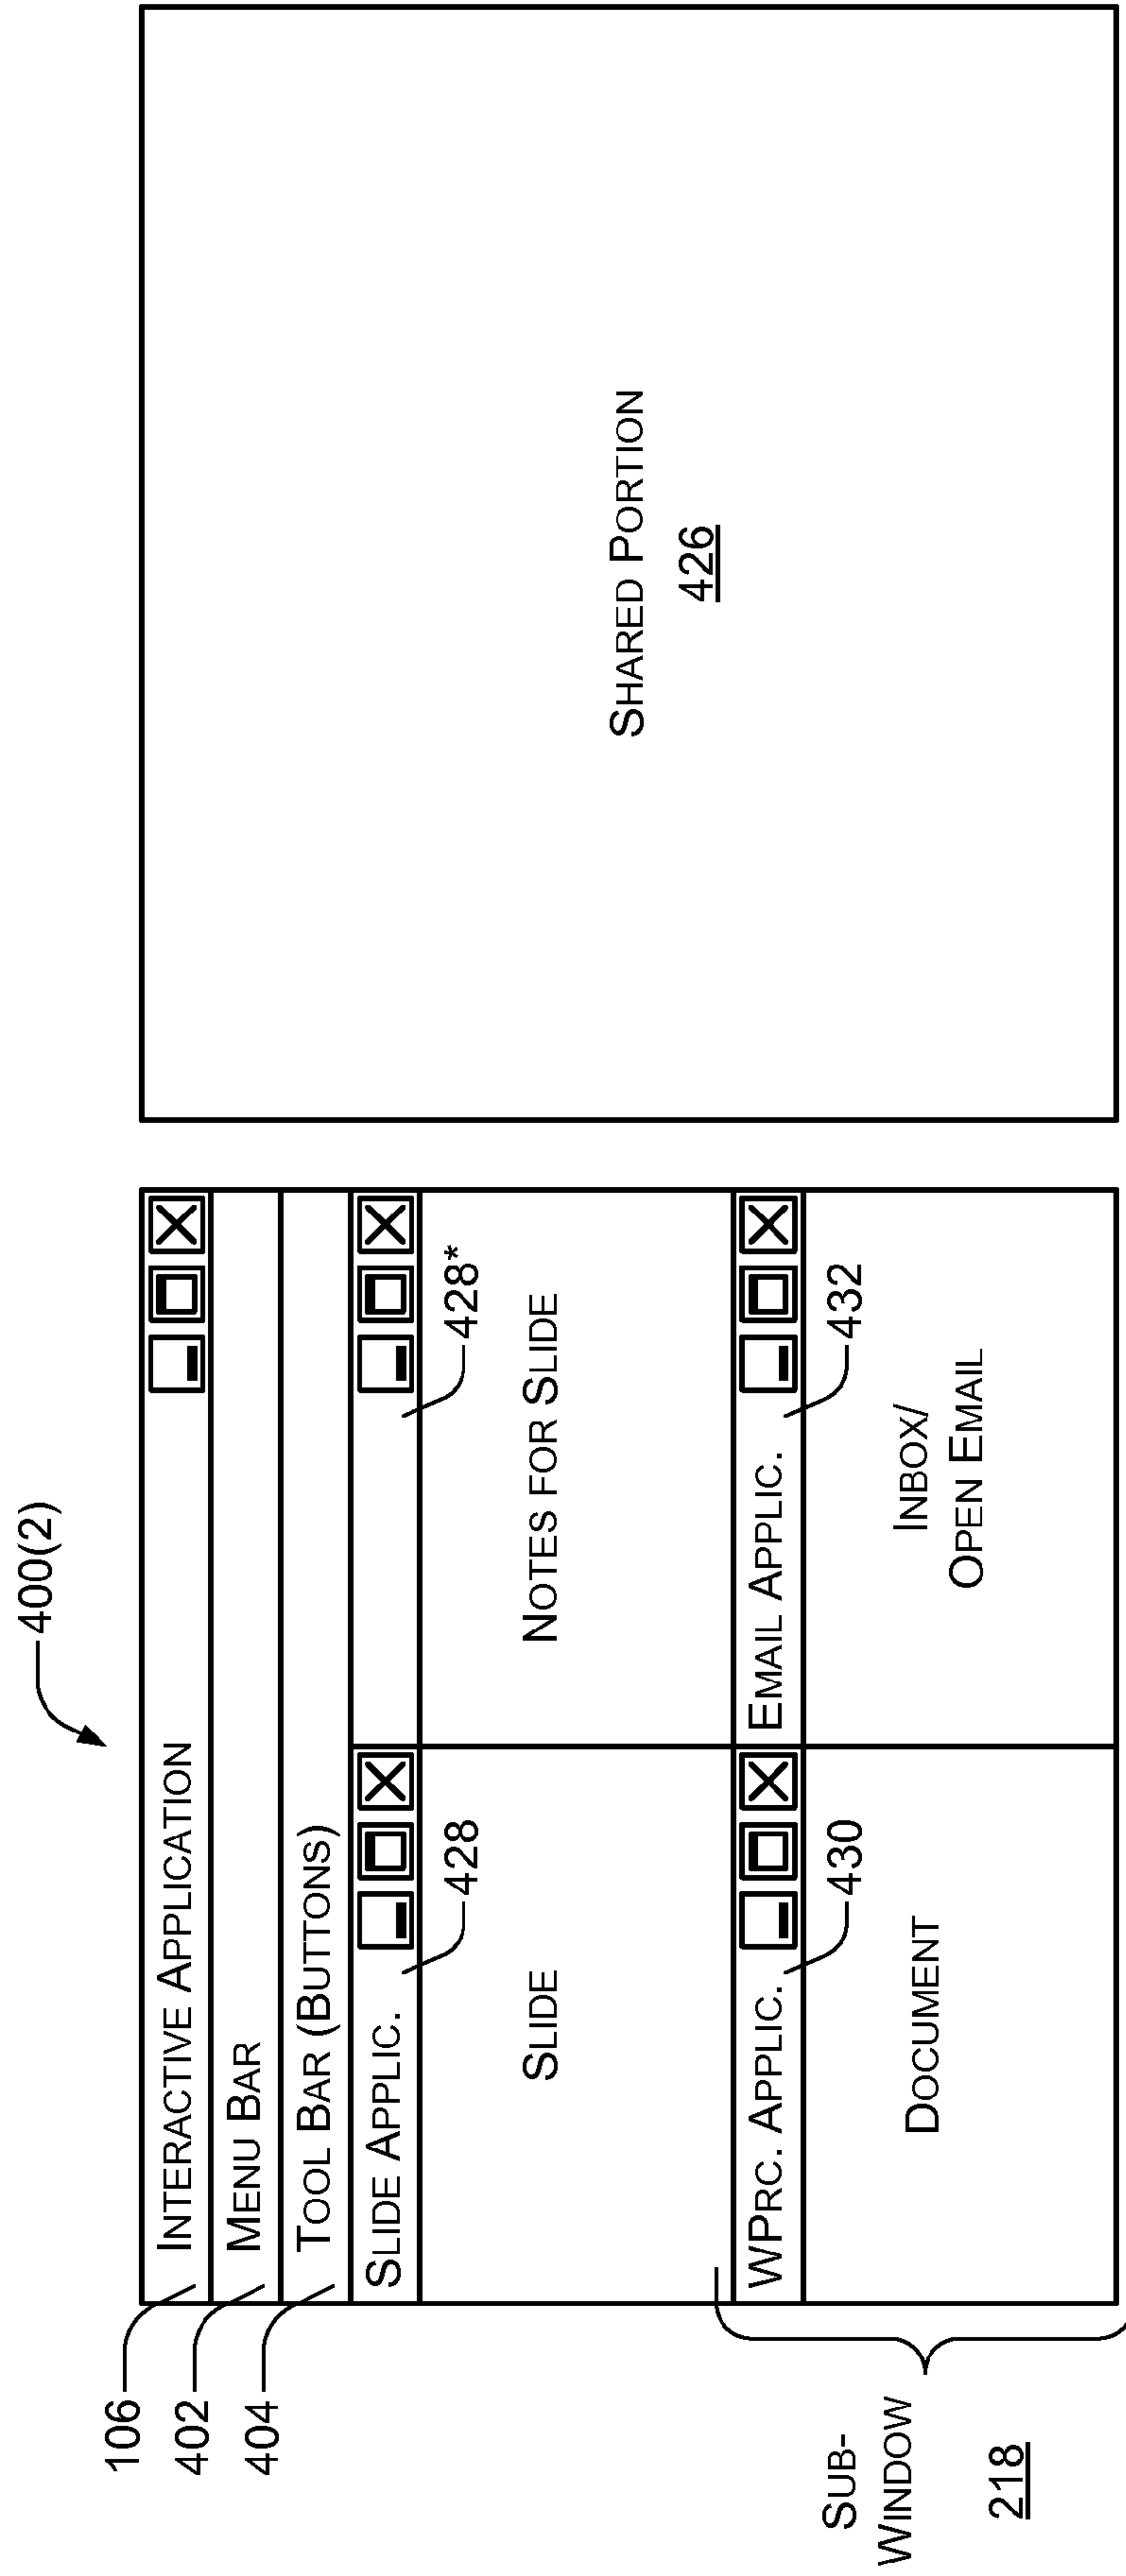 400(2)
106
INTERACTIVE APPLICATION
402
MENU BAR
404
TOOL BAR (BUTTONS)
SLIDE APPLIC.
428
428*
SLIDE
NOTES FOR SLIDE
SHARED PORTION
426
WPRC. APPLIC.
EMAIL APPLIC.
430
432
SUB-
WINDOW
218
DOCUMENT
INBOX/
OPEN EMAIL